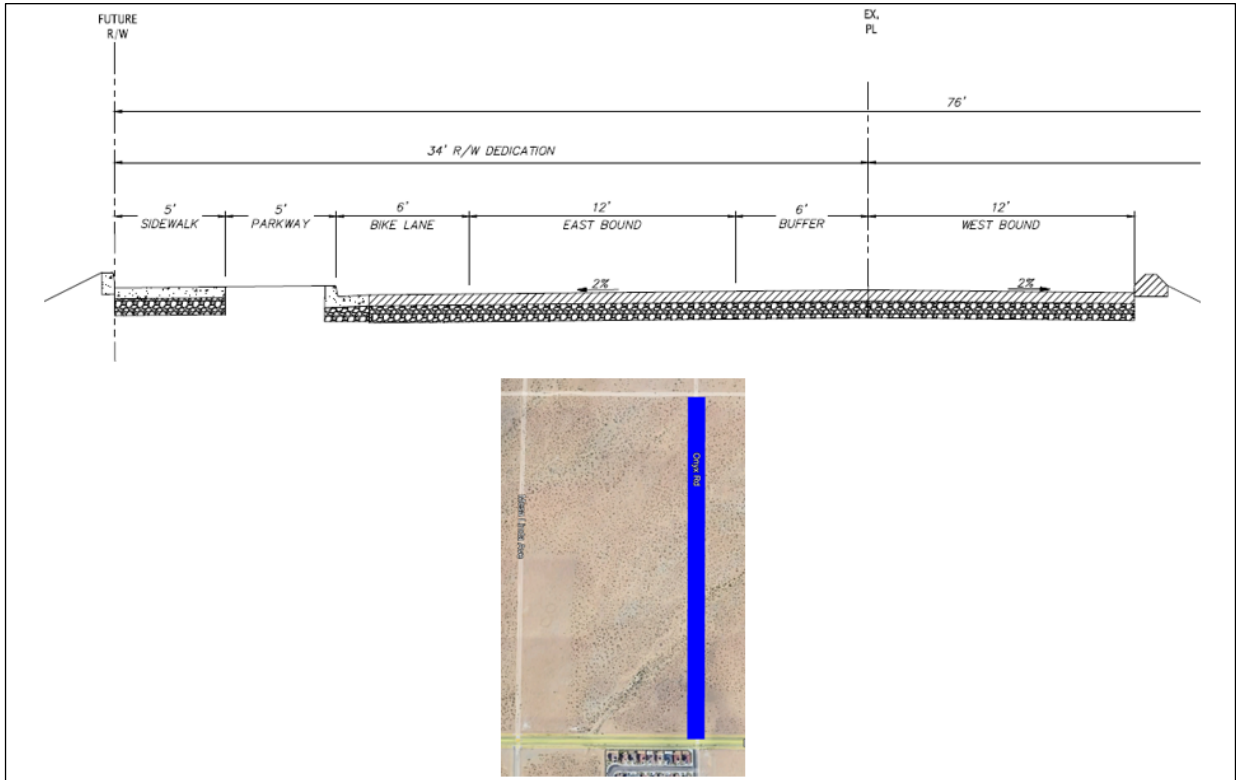 FUTURE
R/W
EX.
PL
76'
34' R/W DEDICATION
5'
SIDEWALK
5'
PARKWAY
6'
BIKE LANE
12'
EAST BOUND
6'
BUFFER
12'
WEST BOUND
2%
2%
Onyx Rd